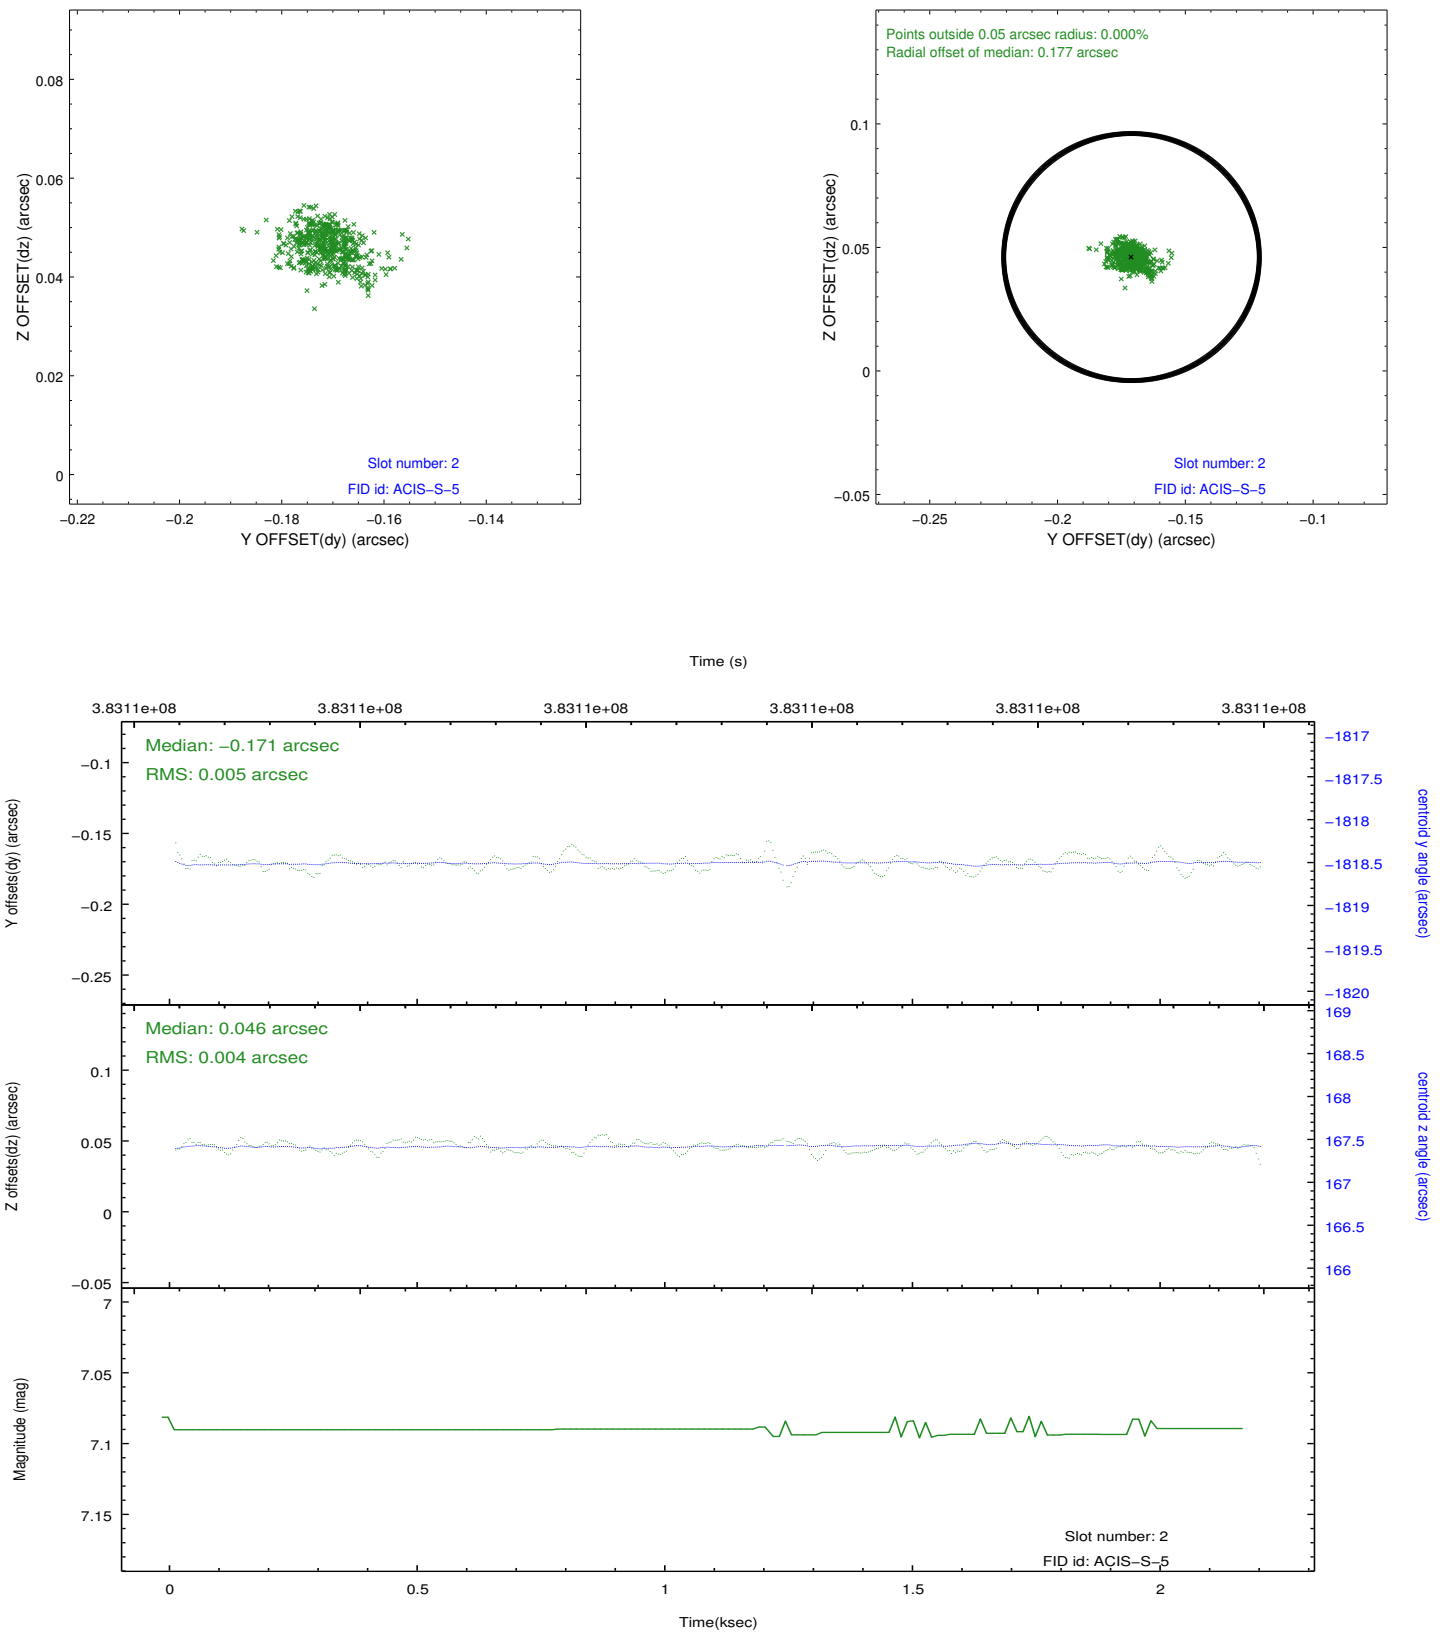 0.08
0.06
0.04
0.02
0
Z OFFSET(dz) (arcsec)
Slot number: 2
FID id: ACIS−S−5
−0.22 −0.2 −0.18 −0.16 −0.14
Y OFFSET(dy) (arcsec)
Points outside 0.05 arcsec radius: 0.000%
Radial offset of median: 0.177 arcsec
0.1
0.05
0
−0.05
Z OFFSET(dz) (arcsec)
Slot number: 2
FID id: ACIS−S−5
−0.25 −0.2 −0.15 −0.1
Y OFFSET(dy) (arcsec)
Time (s)
3.8311e+08 3.8311e+08 3.8311e+08 3.8311e+08 3.8311e+08 3.8311e+08
Median: −0.171 arcsec
RMS: 0.005 arcsec
−0.1
−0.15
−0.2
−0.25
Y offsets(dy) (arcsec)
−1817
−1817.5
−1818
−1818.5
−1819
−1819.5
−1820
centroid y angle (arcsec)
Median: 0.046 arcsec
RMS: 0.004 arcsec
0.1
0.05
0
−0.05
Z offsets(dz) (arcsec)
169
168.5
168
167.5
167
166.5
166
centroid z angle (arcsec)
7
7.05
7.1
7.15
Magnitude (mag)
Slot number: 2
FID id: ACIS−S−5
0 0.5 1 1.5 2
Time(ksec)